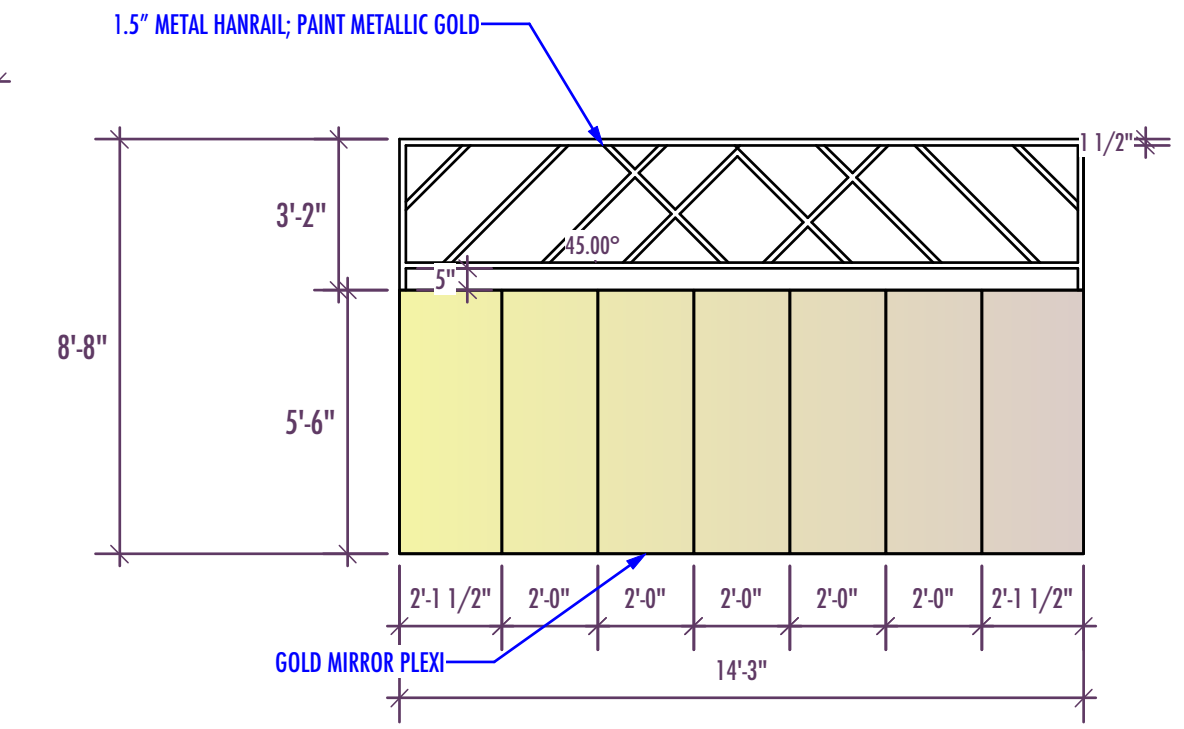 1.5” METAL HANRAIL; PAINT METALLIC GOLD
1 1/2"
3'-2"
45.00°
5"
8'-8"
5'-6"
2'-1 1/2" 2'-0" 2'-0" 2'-0" 2'-0" 2'-0" 2'-1 1/2"
GOLD MIRROR PLEXI
14'-3"